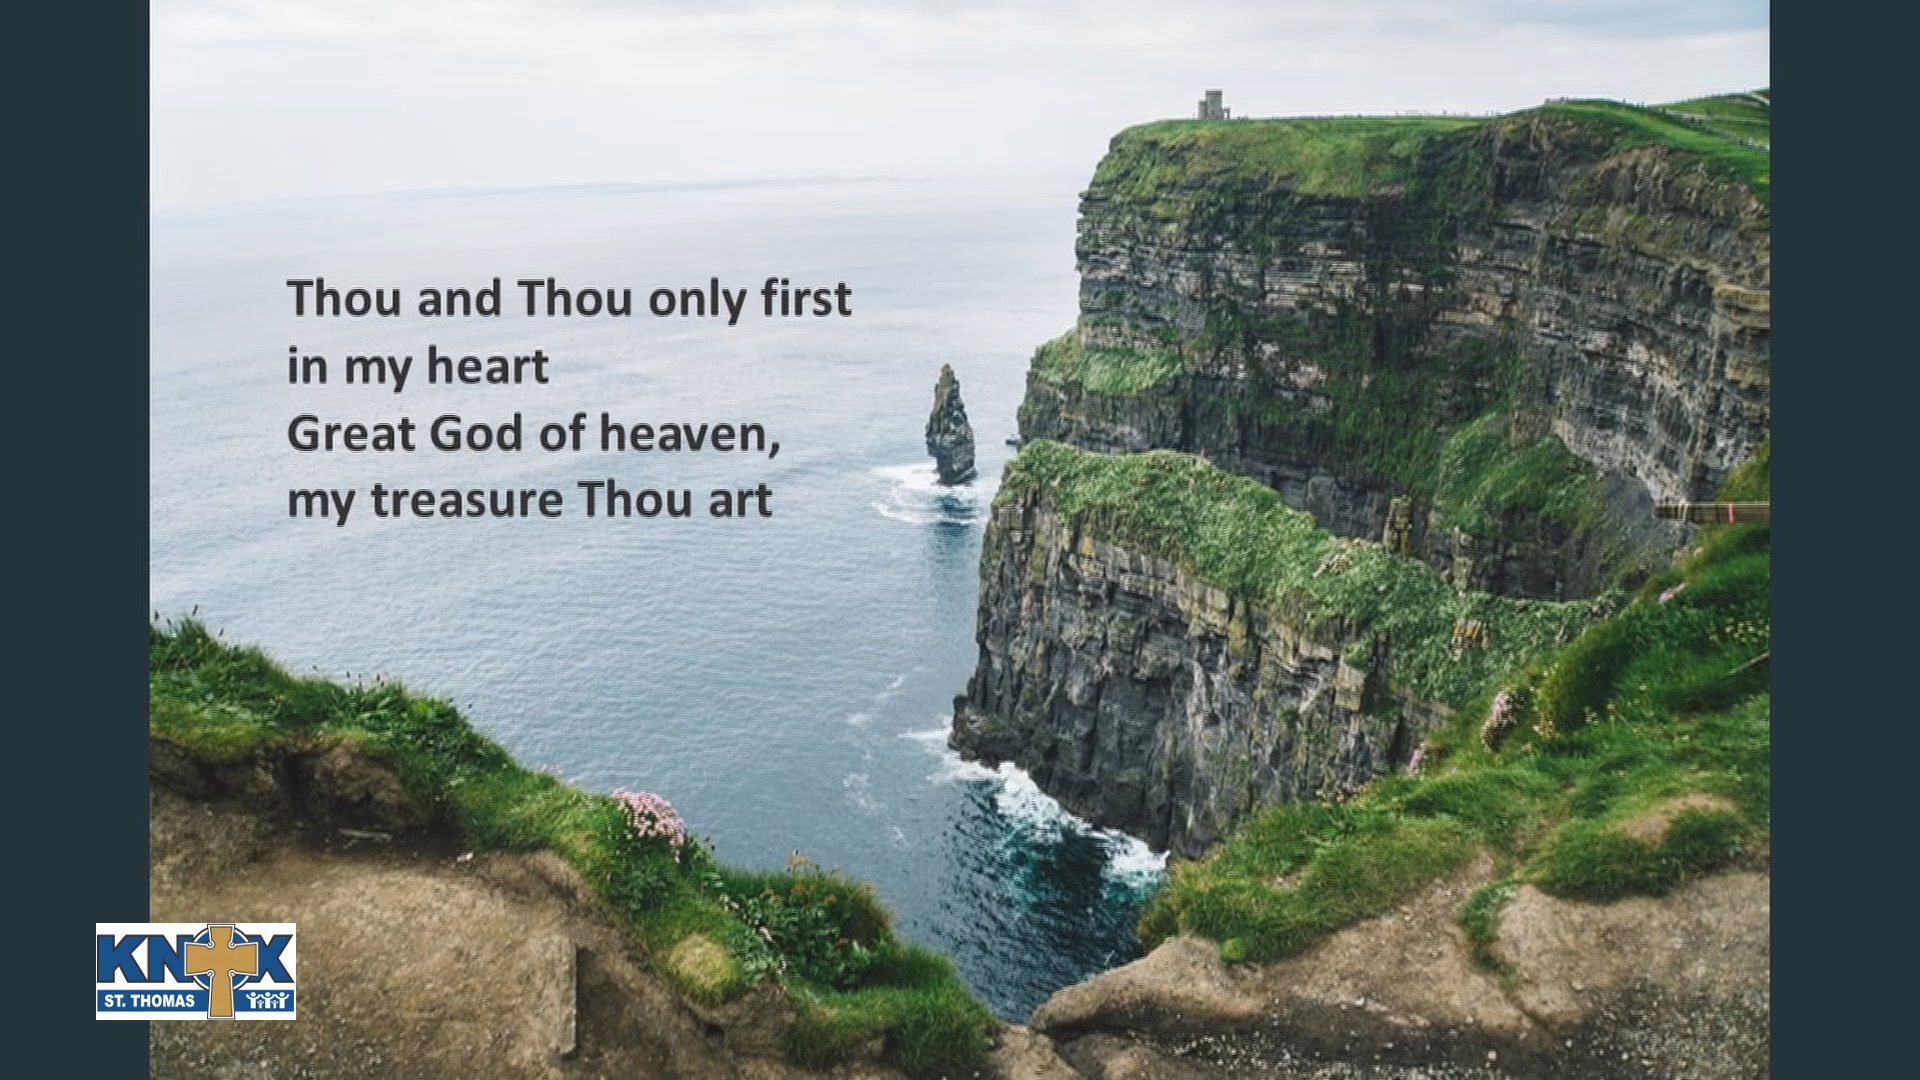 Thou and Thou only first
in my heart
Great God of heaven,
my treasure Thou art
KNOX
ST. THOMAS